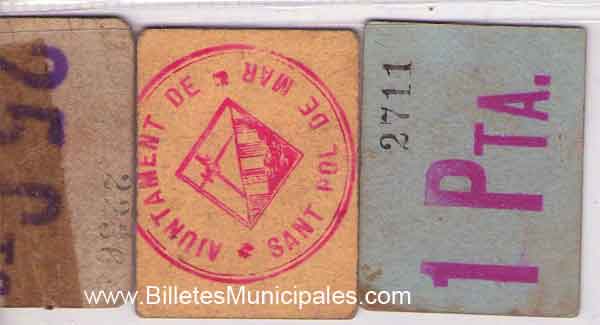 AJUNTAMENT DE
SANT POL DE MAR
2711
1 PTA.
www.BilletesMunicipales.com